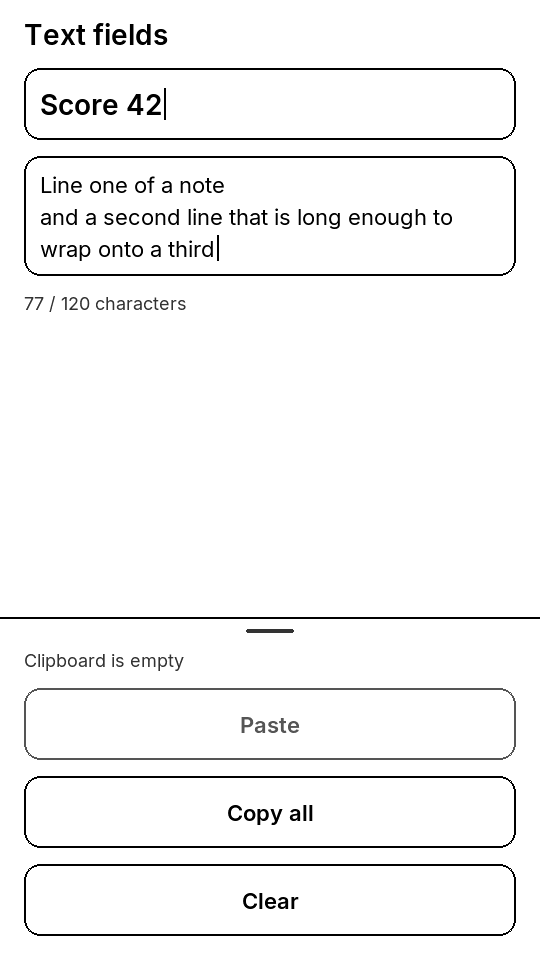 Text fields
Score 42
Line one of a note
and a second line that is long enough to
wrap onto a third
77 / 120 characters
Clipboard is empty
Paste
Copy all
Clear